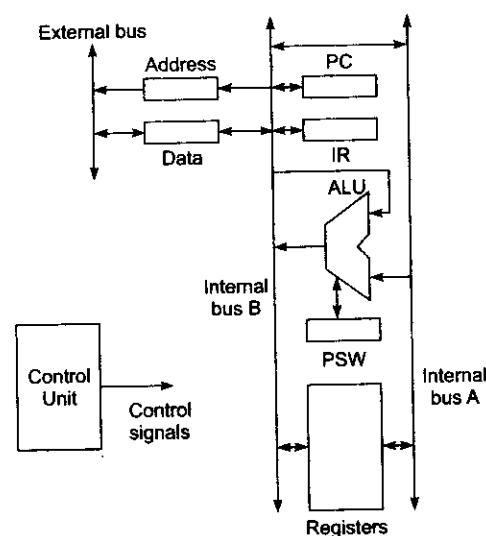 External bus
Address
Data
PC
IR
ALU
Internal
bus B
PSW
Control
Unit
Control
signals
Internal
bus A
Registers